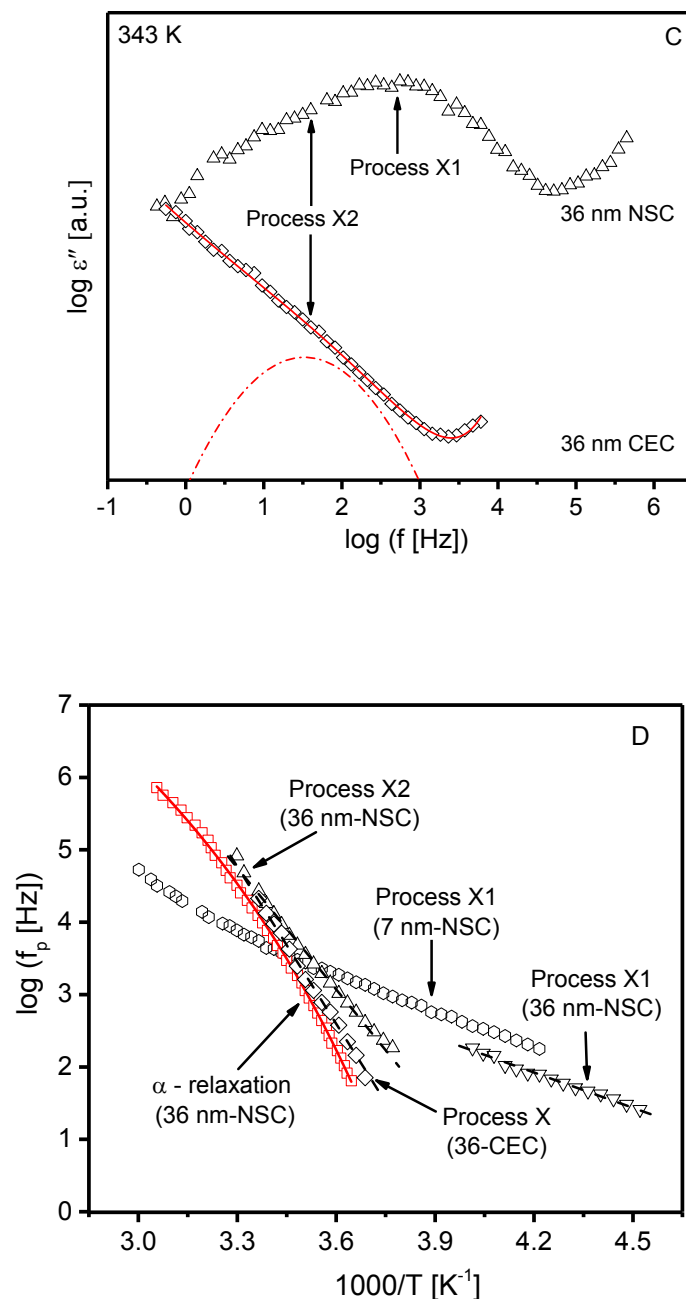 343 K
C
Process X1
Process X2
36 nm NSC
36 nm CEC
log ε″ [a.u.]
-1 0 1 2 3 4 5 6
log (f [Hz])
D
7
6
5
4
3
2
1
0
Process X2
(36 nm-NSC)
Process X1
(7 nm-NSC)
Process X1
(36 nm-NSC)
α - relaxation
(36 nm-NSC)
Process X
(36-CEC)
log (fp [Hz])
3.0 3.3 3.6 3.9 4.2 4.5
1000/T [K⁻¹]